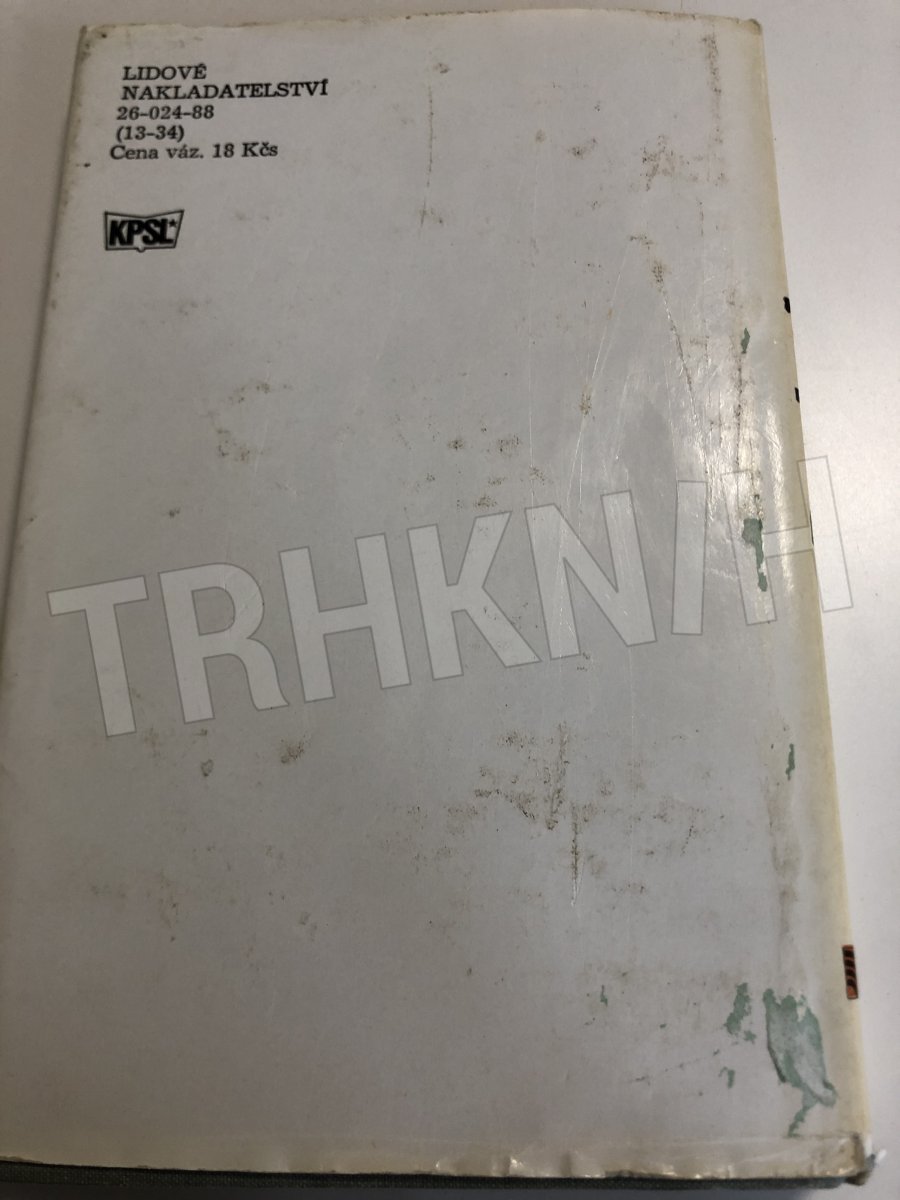 LIDOVÉ
NAKLADATELSTVÍ
26-024-88
(13-34)
Cena váz. 18 Kčs
KPSL*
TRHKNIH